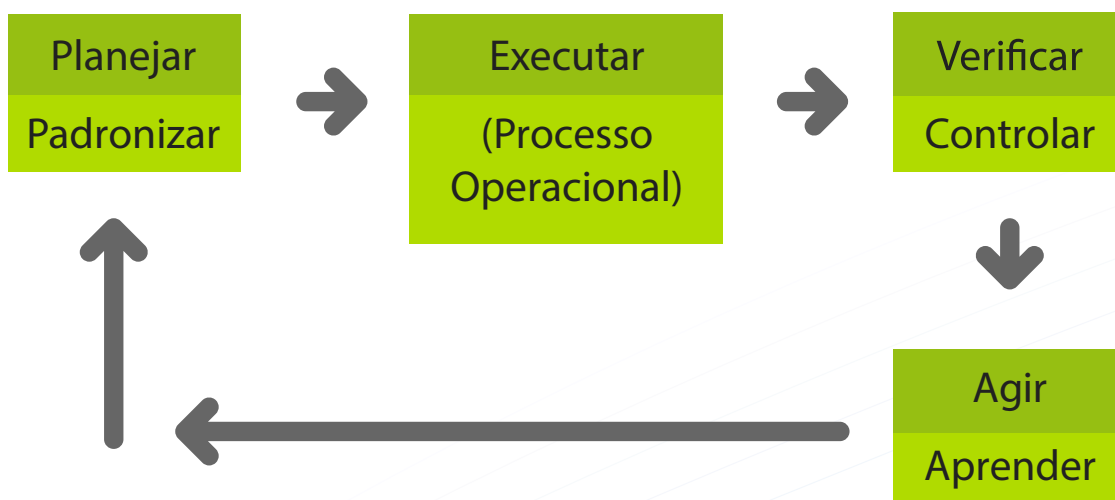 Planejar
Padronizar
Executar
(Processo
Operacional)
Verificar
Controlar
Agir
Aprender